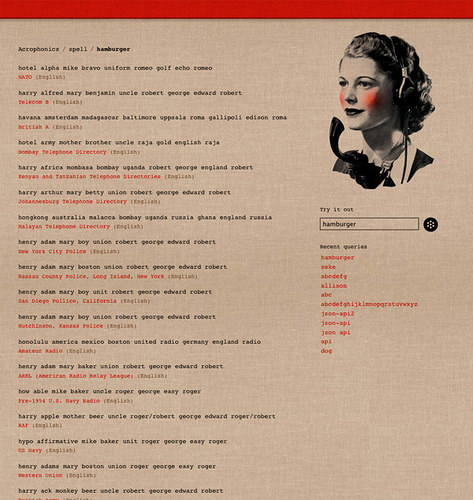 Acrophonics / spell / hamburger
hotel alpha mike bravo uniform romeo golf echo romeo
NATO (English)
harry alfred mary benjamin uncle robert george edward robert
Telecom B (English)
havana amsterdam madagascar baltimore uppsala roma gallipoli edison roma
British A (English)
hotel army mother brother uncle raja gold english raja
Bombay Telephone Directory (English)
harry africa mombasa bombay uganda robert george england robert
Kenyan and Tanzanian Telephone Directories (English)
harry arthur mary betty union robert george edward robert
Johannesburg Telephone Directory (English)
hongkong australia malacca bombay uganda russia ghana england russia
Malayan Telephone Directory (English)
henry adam mary boy union robert george edward robert
New York City Police (English)
henry adam mary boston union robert george edward robert
Nassau County Police, Long Island, New York (English)
henry adam mary boy unit robert george edward robert
San Diego Police, California (English)
henry adam mary boy union robert george edward robert
Hutchinson, Kansas Police (English)
honolulu america mexico boston united radio germany england radio
Amateur Radio (English)
henry adam mary baker union robert george edward robert
ARRL (American Radio Relay League) (English)
how able mike baker uncle roger george easy roger
Pre-1954 U.S. Navy Radio (English)
harry apple mother beer uncle roger/robert george edward roger/robert
RAF (English)
hypo affirmative mike baker unit roger george easy roger
US Navy (English)
henry adams mary boston union roger george easy roger
Western Union (English)
harry ack monkey beer uncle robert george edward robert
Try it out
hamburger
Recent queries
hamburger
zeke
abcdefg
allison
abc
abcdefghijklmnopqrstuvwxyz
json-api2
json-api
json api
api
dog